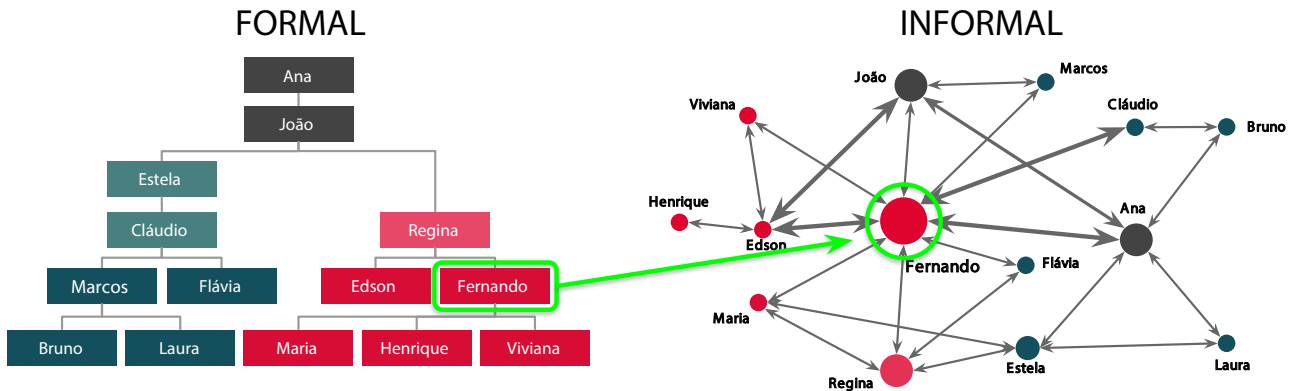 FORMAL
Ana
João
Estela
Cláudio
Regina
Marcos
Flávia
Edson
Fernando
Bruno
Laura
Maria
Henrique
Viviana
INFORMAL
João
Marcos
Viviana
Cláudio
Bruno
Henrique
Ana
Edson
Fernando
Flávia
Maria
Estela
Laura
Regina